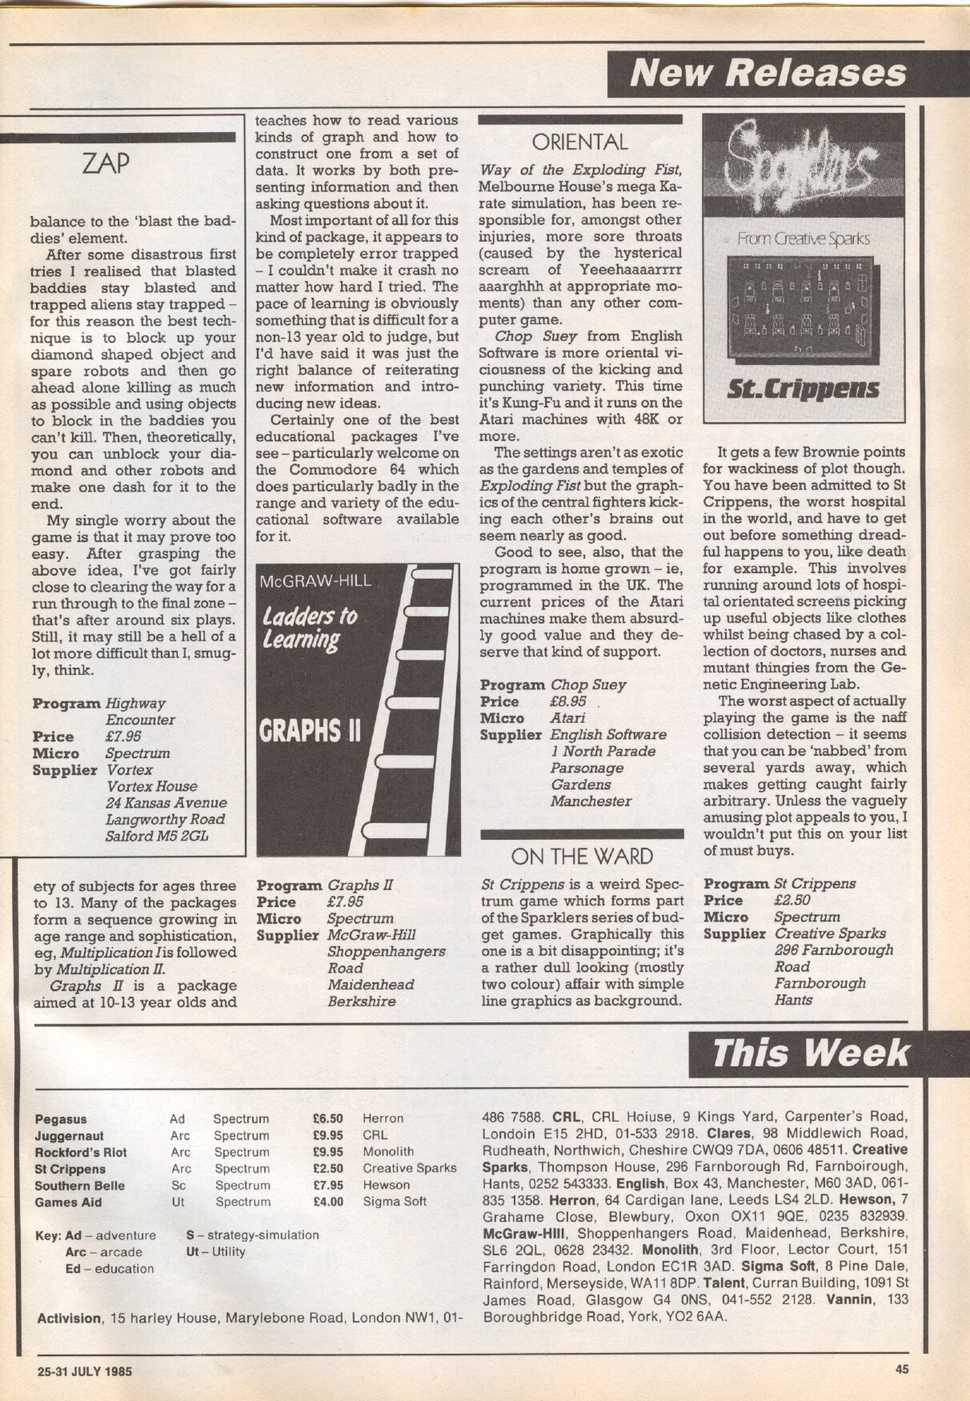 New Releases
ZAP
balance to the 'blast the bad-
dies' element.
After some disastrous first
tries I realised that blasted
baddies stay blasted and
trapped aliens stay trapped –
for this reason the best tech-
nique is to block up your
diamond shaped object and
spare robots and then go
ahead alone killing as much
as possible and using objects
to block in the baddies you
can't kill. Then, theoretically,
you can unblock your dia-
mond and other robots and
make one dash for it to the
end.
My single worry about the
game is that it may prove too
easy. After grasping the
above idea, I've got fairly
close to clearing the way for a
run through to the final zone –
that's after around six plays.
Still, it may still be a hell of a
lot more difficult than I, smug-
ly, think.
Program Highway
Encounter
Price £7.95
Micro Spectrum
Supplier Vortex
Vortex House
24 Kansas Avenue
Langworthy Road
Salford M5 2GL
ety of subjects for ages three
to 13. Many of the packages
form a sequence growing in
age range and sophistication,
eg, Multiplication I is followed
by Multiplication II.
Graphs II is a package
aimed at 10-13 year olds and
teaches how to read various
kinds of graph and how to
construct one from a set of
data. It works by both pre-
senting information and then
asking questions about it.
Most important of all for this
kind of package, it appears to
be completely error trapped
– I couldn't make it crash no
matter how hard I tried. The
pace of learning is obviously
something that is difficult for a
non-13 year old to judge, but
I'd have said it was just the
right balance of reiterating
new information and intro-
ducing new ideas.
Certainly one of the best
educational packages I've
see – particularly welcome on
the Commodore 64 which
does particularly badly in the
range and variety of the edu-
cational software available
for it.
McGRAW-HILL
Ladders to
Learning
GRAPHS II
Program Graphs II
Price £7.95
Micro Spectrum
Supplier McGraw-Hill
Shoppenhangers
Road
Maidenhead
Berkshire
ORIENTAL
Way of the Exploding Fist,
Melbourne House's mega Ka-
rate simulation, has been re-
sponsible for, amongst other
injuries, more sore throats
(caused by the hysterical
scream of Yeeehaaaarrrr
aaarghhh at appropriate mo-
ments) than any other com-
puter game.
Chop Suey from English
Software is more oriental vi-
ciousness of the kicking and
punching variety. This time
it's Kung-Fu and it runs on the
Atari machines with 48K or
more.
The settings aren't as exotic
as the gardens and temples of
Exploding Fist but the graph-
ics of the central fighters kick-
ing each other's brains out
seem nearly as good.
Good to see, also, that the
program is home grown – ie,
programmed in the UK. The
current prices of the Atari
machines make them absurd-
ly good value and they de-
serve that kind of support.
Program Chop Suey
Price £8.95
Micro Atari
Supplier English Software
1 North Parade
Parsonage
Gardens
Manchester
ON THE WARD
St Crippens is a weird Spec-
trum game which forms part
of the Sparklers series of bud-
get games. Graphically this
one is a bit disappointing; it's
a rather dull looking (mostly
two colour) affair with simple
line graphics as background.
Sparklers
From Creative Sparks
St.Crippens
It gets a few Brownie points
for wackiness of plot though.
You have been admitted to St
Crippens, the worst hospital
in the world, and have to get
out before something dread-
ful happens to you, like death
for example. This involves
running around lots of hospi-
tal orientated screens picking
up useful objects like clothes
whilst being chased by a col-
lection of doctors, nurses and
mutant thingies from the Ge-
netic Engineering Lab.
The worst aspect of actually
playing the game is the naff
collision detection – it seems
that you can be 'nabbed' from
several yards away, which
makes getting caught fairly
arbitrary. Unless the vaguely
amusing plot appeals to you, I
wouldn't put this on your list
of must buys.
Program St Crippens
Price £2.50
Micro Spectrum
Supplier Creative Sparks
296 Farnborough
Road
Farnborough
Hants
This Week
Pegasus Ad Spectrum £6.50 Herron
Juggernaut Arc Spectrum £9.95 CRL
Rockford's Riot Arc Spectrum £9.95 Monolith
St Crippens Arc Spectrum £2.50 Creative Sparks
Southern Belle Sc Spectrum £7.95 Hewson
Games Aid Ut Spectrum £4.00 Sigma Soft
Key: Ad – adventure S – strategy-simulation
Arc – arcade Ut – Utility
Ed – education
Activision, 15 harley House, Marylebone Road, London NW1, 01-
486 7588. CRL, CRL Hoiuse, 9 Kings Yard, Carpenter's Road,
Londoin E15 2HD, 01-533 2918. Clares, 98 Middlewich Road,
Rudheath, Northwich, Cheshire CWQ9 7DA, 0606 48511. Creative
Sparks, Thompson House, 296 Farnborough Rd, Farnboirough,
Hants, 0252 543333. English, Box 43, Manchester, M60 3AD, 061-
835 1358. Herron, 64 Cardigan lane, Leeds LS4 2LD. Hewson, 7
Grahame Close, Blewbury, Oxon OX11 9QE, 0235 832939.
McGraw-Hill, Shoppenhangers Road, Maidenhead, Berkshire,
SL6 2QL, 0628 23432. Monolith, 3rd Floor, Lector Court, 151
Farringdon Road, London EC1R 3AD. Sigma Soft, 8 Pine Dale,
Rainford, Merseyside, WA11 8DP. Talent, Curran Building, 1091 St
James Road, Glasgow G4 0NS, 041-552 2128. Vannin, 133
Boroughbridge Road, York, YO2 6AA.
25-31 JULY 1985
45